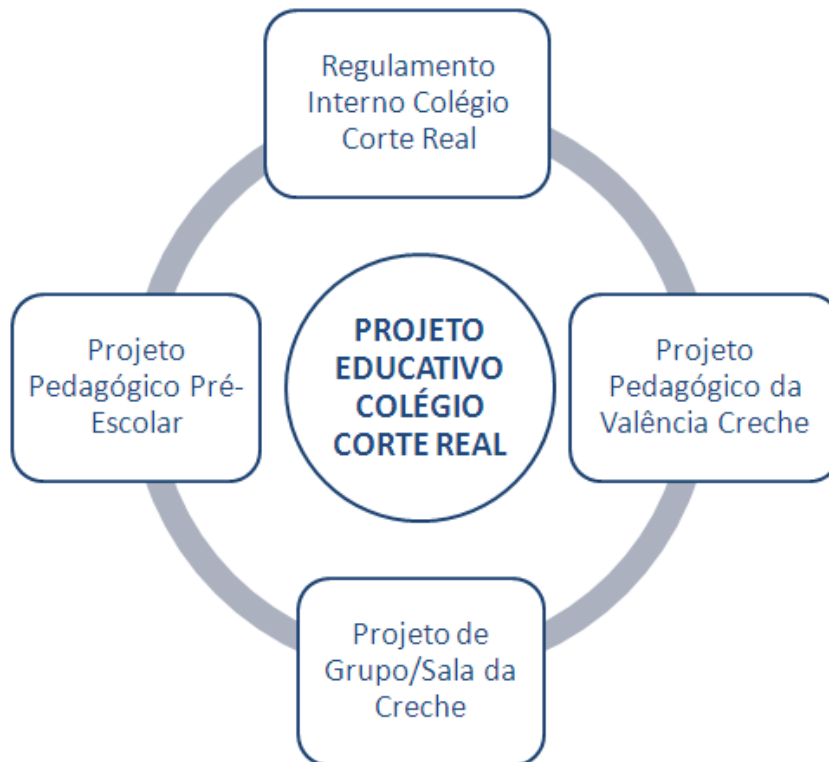 Regulamento
Interno Colégio
Corte Real
Projeto
Pedagógico Pré-
Escolar
PROJETO
EDUCATIVO
COLÉGIO
CORTE REAL
Projeto
Pedagógico da
Valência Creche
Projeto de
Grupo/Sala da
Creche